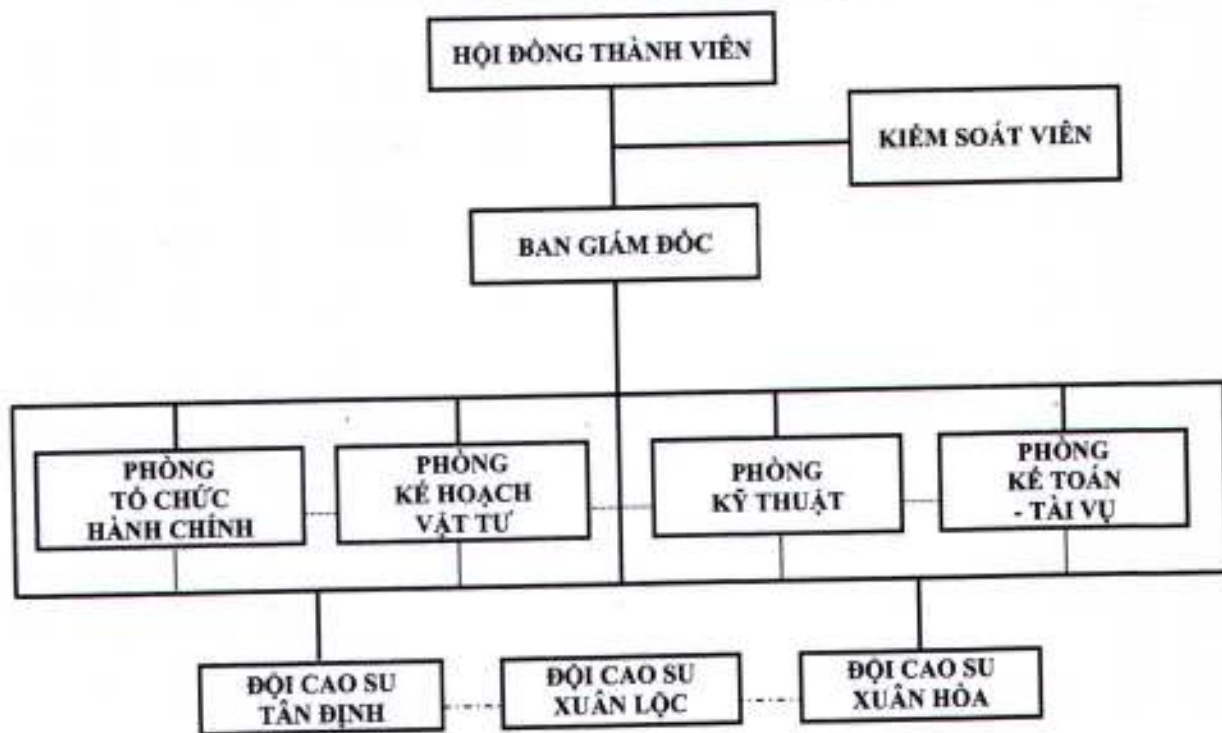 HỘI ĐỒNG THÀNH VIÊN
KIỂM SOÁT VIÊN
BAN GIÁM ĐỐC
PHÒNG
TỔ CHỨC
HÀNH CHÍNH
PHÒNG
KẾ HOẠCH
VẬT TƯ
PHÒNG
KỸ THUẬT
PHÒNG
KẾ TOÁN
- TÀI VỤ
ĐỘI CAO SU
TÂN ĐỊNH
ĐỘI CAO SU
XUÂN LỘC
ĐỘI CAO SU
XUÂN HÒA